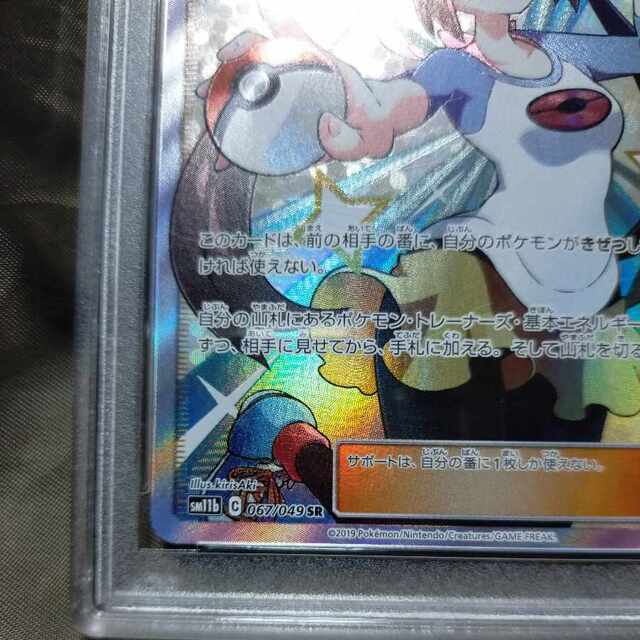 このカードは、前の相手の番に、自分のポケモンがきぜつし
ければ使えない。
自分の山札にあるポケモン・トレーナーズ・基本エネルギー
ずつ、相手に見せてから、手札に加える。そして山札を切る
サポートは、自分の番に1枚しか使えない。
Illus. kirisAki
sm11b C 067/049 SR
©2019 Pokémon/Nintendo/Creatures/GAME FREAK.